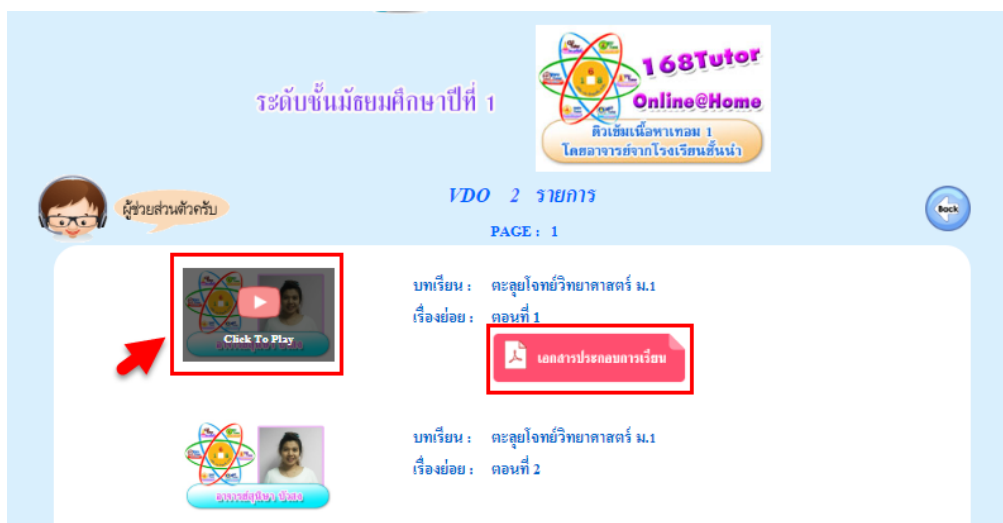 ระดับชั้นมัธยมศึกษาปีที่ 1
168Tutor
Online@Home
ติวเข้มเนื้อหาเทอม 1
โดยอาจารย์จากโรงเรียนชั้นนำ
ผู้ช่วยส่วนตัวครับ
VDO 2 รายการ
PAGE : 1
Back
Click To Play
บทเรียน : ตะลุยโจทย์วิทยาศาสตร์ ม.1
เรื่องย่อย : ตอนที่ 1
เอกสารประกอบการเรียน
บทเรียน : ตะลุยโจทย์วิทยาศาสตร์ ม.1
เรื่องย่อย : ตอนที่ 2